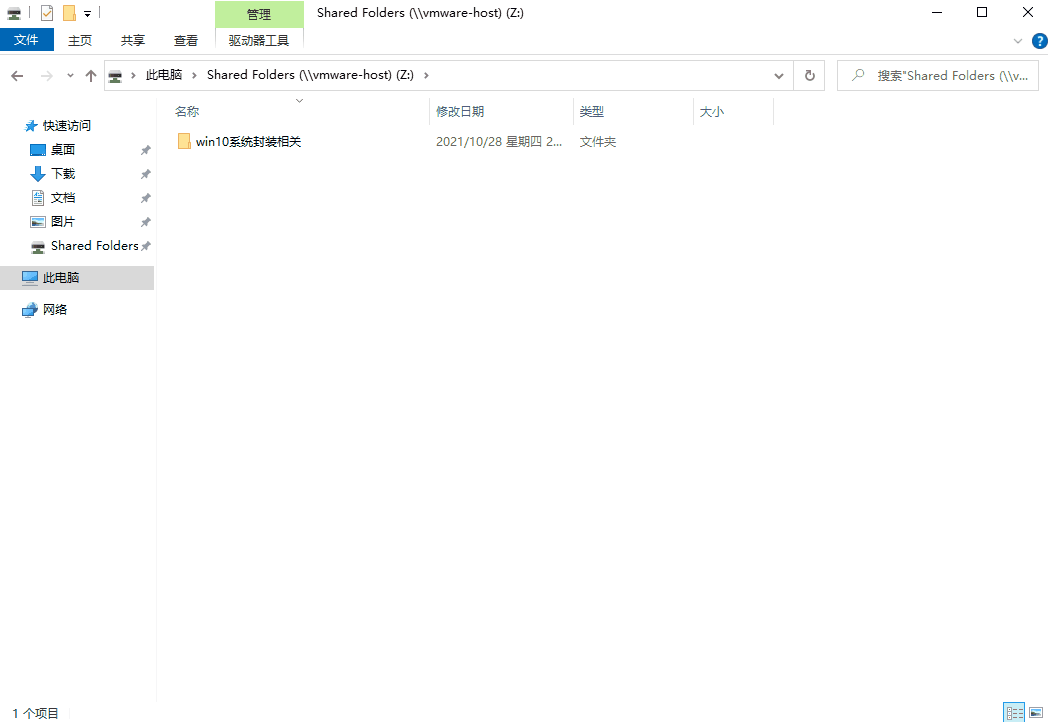 管理
Shared Folders (\\vmware-host) (Z:)
文件 主页 共享 查看 驱动器工具
此电脑 Shared Folders (\\vmware-host) (Z:)
搜索"Shared Folders (\\v...
名称 修改日期 类型 大小
win10系统封装相关 2021/10/28 星期四 2... 文件夹
快速访问
桌面
下载
文档
图片
Shared Folders
此电脑
网络
1 个项目